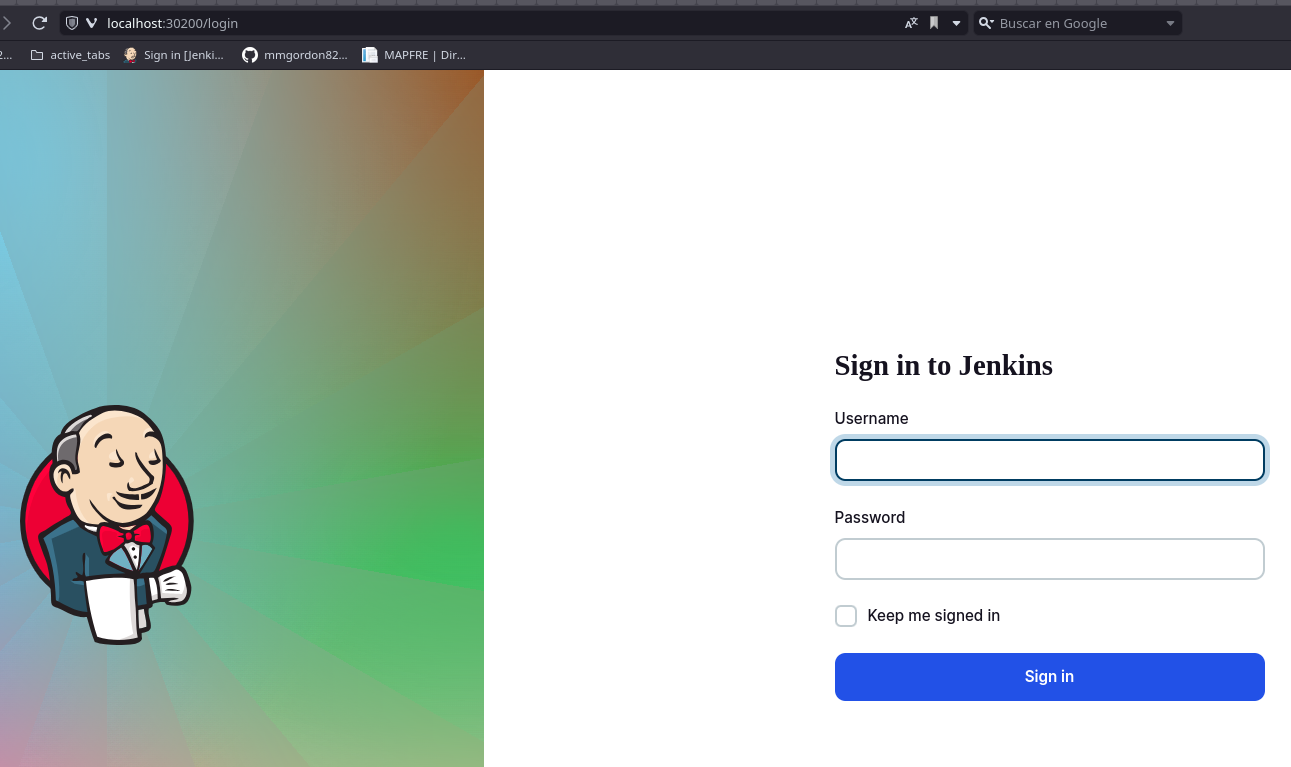 localhost:30200/login
Buscar en Google
2...
active_tabs
Sign in [Jenki...
mmgordon82...
MAPFRE | Dir...
Sign in to Jenkins
Username
Password
Keep me signed in
Sign in